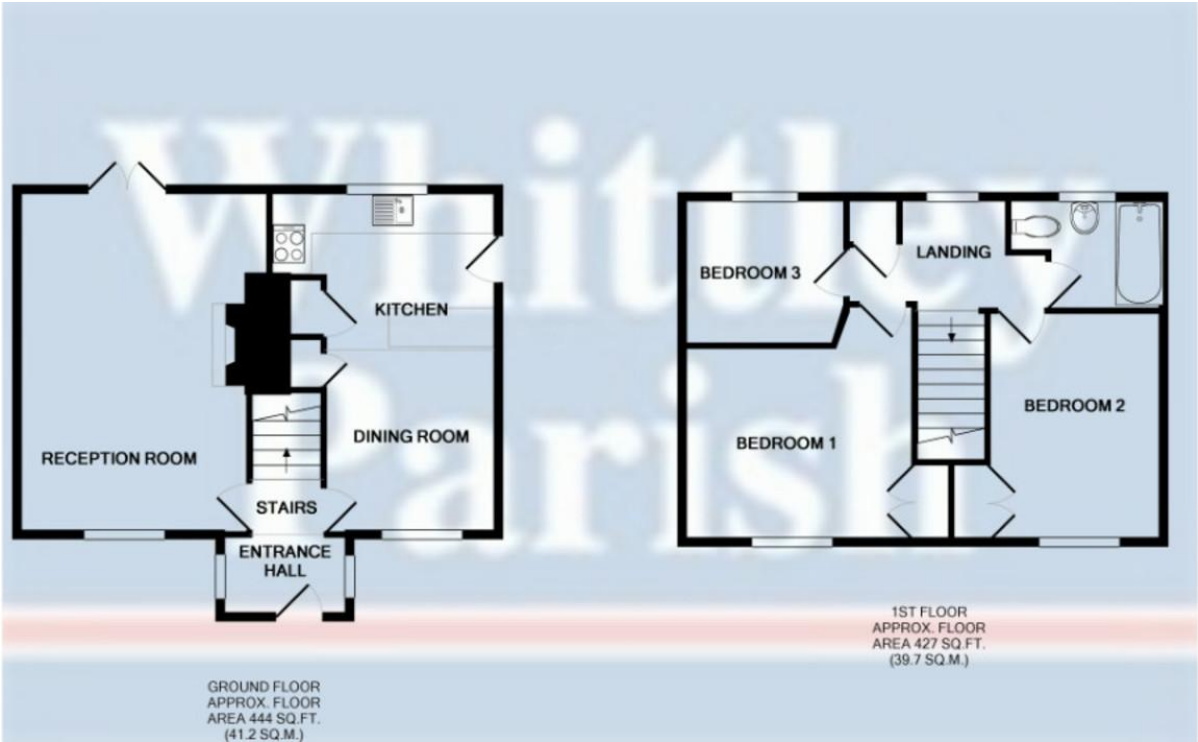 Whittley
Parish
KITCHEN
DINING ROOM
RECEPTION ROOM
STAIRS
ENTRANCE
HALL
GROUND FLOOR
APPROX. FLOOR
AREA 444 SQ.FT.
(41.2 SQ.M.)
LANDING
BEDROOM 3
BEDROOM 2
BEDROOM 1
1ST FLOOR
APPROX. FLOOR
AREA 427 SQ.FT.
(39.7 SQ.M.)